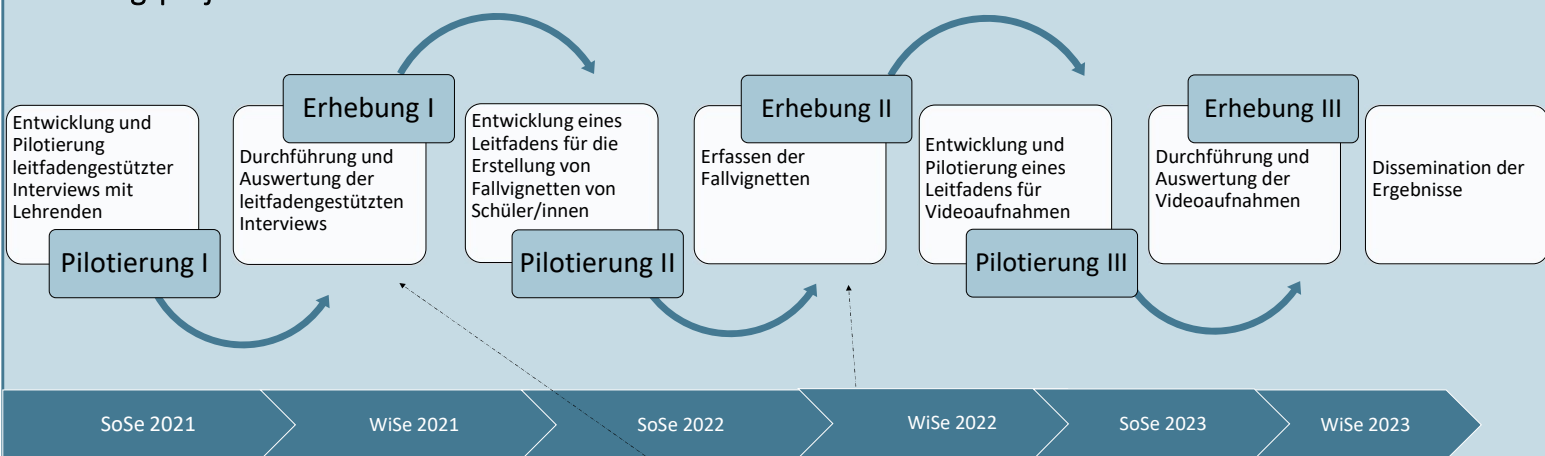 Entwicklung und
Pilotierung
leitfadengestützter
Interviews mit
Lehrenden
Pilotierung I
Erhebung I
Durchführung und
Auswertung der
leitfadengestützten
Interviews
Entwicklung eines
Leitfadens für die
Erstellung von
Fallvignetten von
Schüler/innen
Pilotierung II
Erhebung II
Erfassen der
Fallvignetten
Entwicklung und
Pilotierung eines
Leitfadens für
Videoaufnahmen
Pilotierung III
Erhebung III
Durchführung und
Auswertung der
Videoaufnahmen
Dissemination der
Ergebnisse
SoSe 2021
WiSe 2021
SoSe 2022
WiSe 2022
SoSe 2023
WiSe 2023